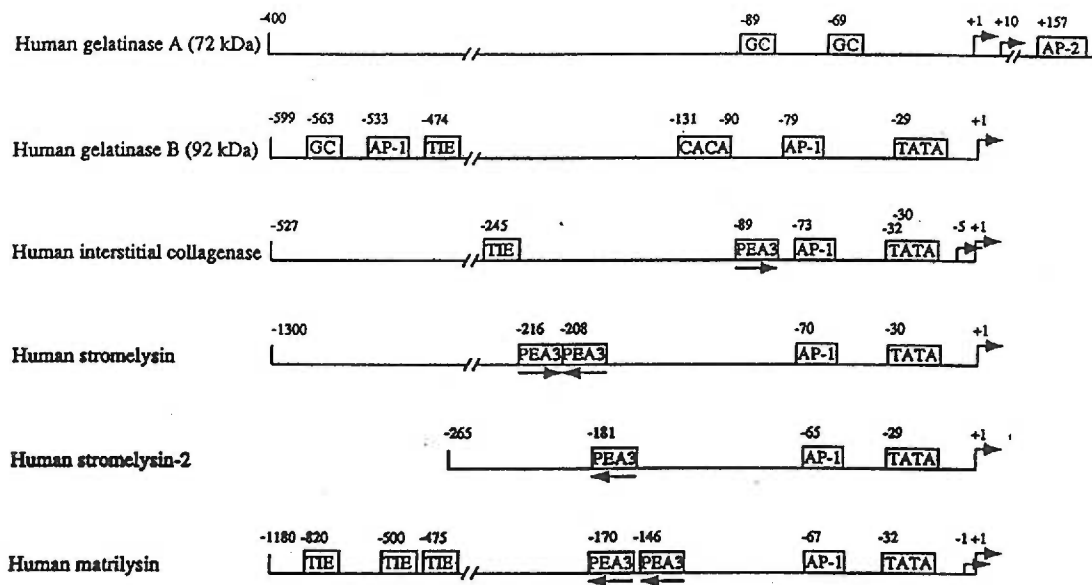 -400 -89 -69 +1 +10 +157
Human gelatinase A (72 kDa) GC GC AP-2
-599 -563 -533 -474 -131 -90 -79 -29 +1
Human gelatinase B (92 kDa) GC AP-1 TIE CACA AP-1 TATA
-30
-527 -245 -89 -73 -32 -5 +1
Human interstitial collagenase TIE PEA3 AP-1 TATA
-1300 -216 -208 -70 -30 +1
Human stromelysin PEA3 PEA3 AP-1 TATA
-265 -181 -65 -29 +1
Human stromelysin-2 PEA3 AP-1 TATA
-1180 -820 -500 -475 -170 -146 -67 -32 -1 +1
Human matrilysin TIE TIE TIE PEA3 PEA3 AP-1 TATA